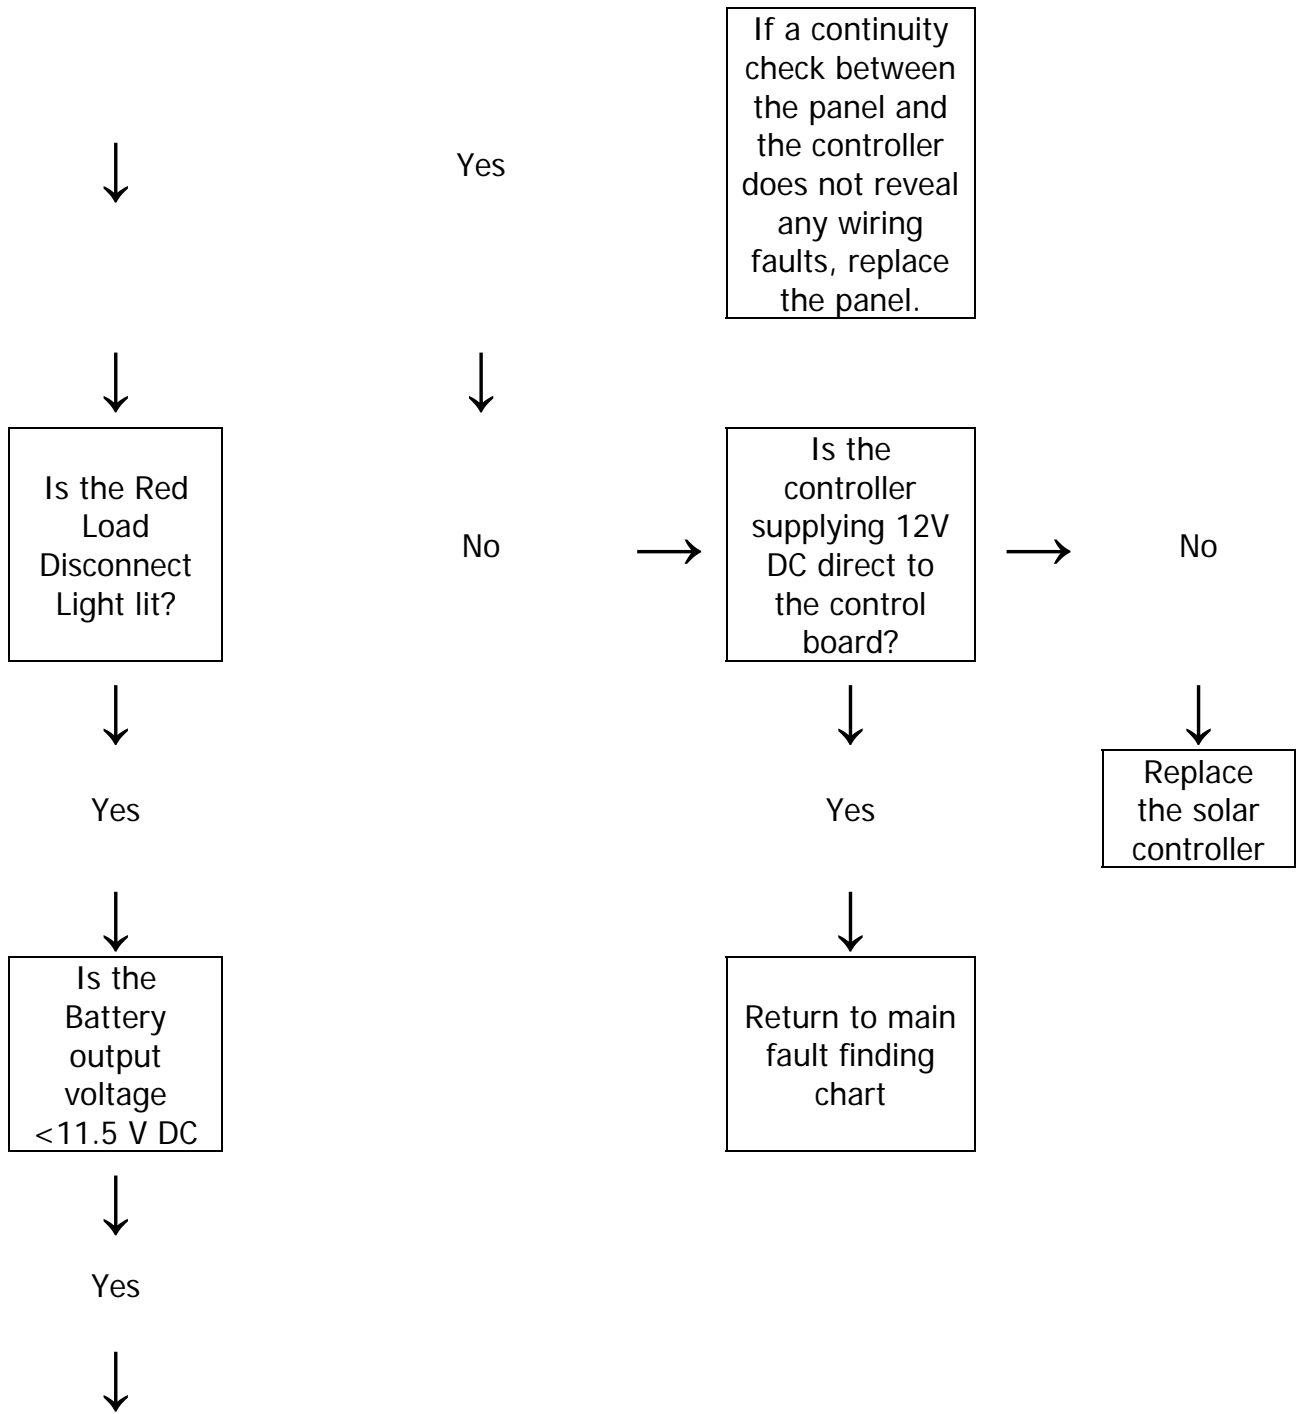 If a continuity
check between
the panel and
the controller
does not reveal
any wiring
faults, replace
the panel.
Yes
Is the Red
Load
Disconnect
Light lit?
No
Is the
controller
supplying 12V
DC direct to
the control
board?
No
Yes
Yes
Replace
the solar
controller
Is the
Battery
output
voltage
<11.5 V DC
Return to main
fault finding
chart
Yes